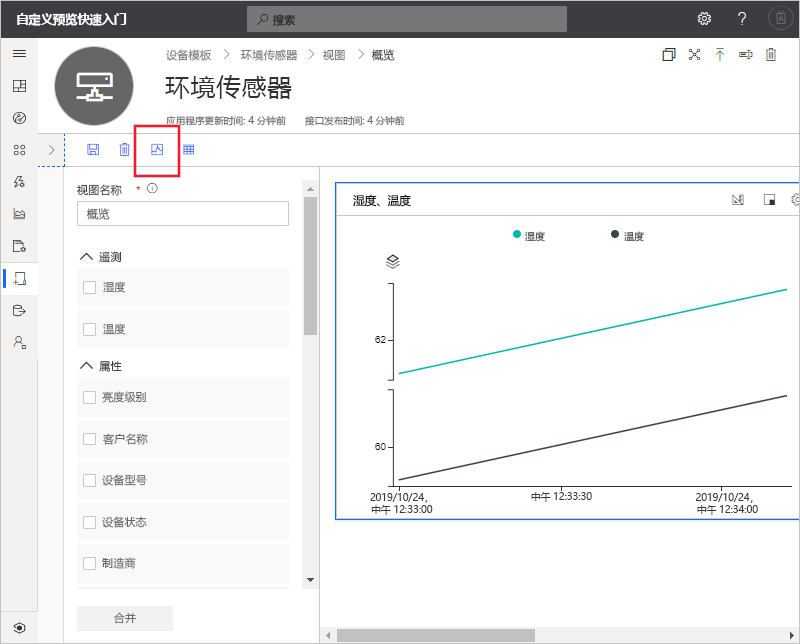 自定义预览快速入门
搜索
?
设备模板 > 环境传感器 > 视图 > 概览
环境传感器
应用程序更新时间: 4 分钟前 接口发布时间: 4 分钟前
视图名称 *
概览
遥测
湿度
温度
属性
亮度级别
客户名称
设备型号
设备状态
制造商
合并
湿度、温度
湿度 温度
62
60
2019/10/24,
中午 12:33:00
中午 12:33:30
2019/10/24,
中午 12:34:00